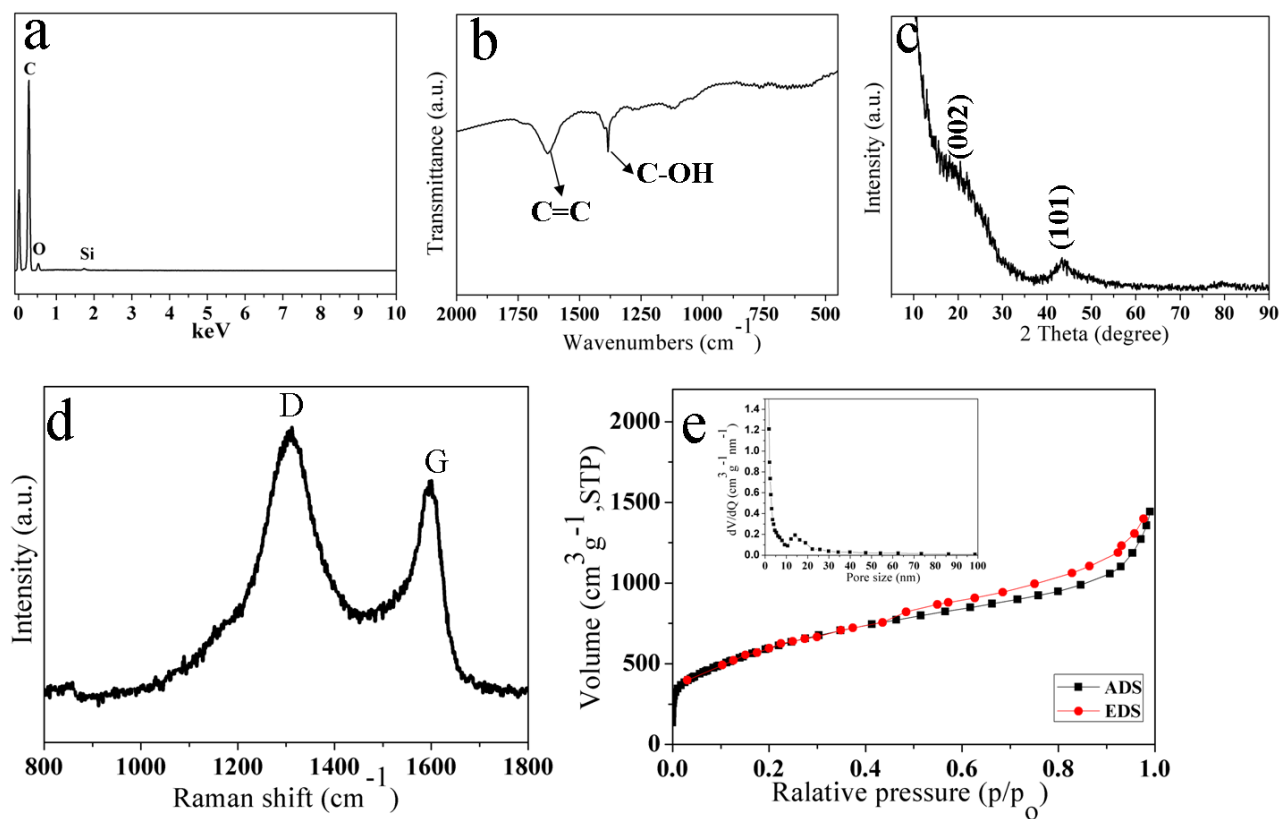 a
C
O
Si
0 1 2 3 4 5 6 7 8 9 10
keV
b
Transmittance (a.u.)
C=C
C-OH
2000 1750 1500 1250 1000 750 500
Wavenumbers (cm-1)
c
Intensity (a.u.)
(002)
(101)
10 20 30 40 50 60 70 80 90
2 Theta (degree)
d
D
G
Intensity (a.u.)
800 1000 1200 1400 1600 1800
Raman shift (cm-1)
e
Volume (cm3g-1,STP)
2000
1500
1000
500
0
dV/dQ (cm3g-1nm-1)
1.4
1.2
1.0
0.8
0.6
0.4
0.2
0.0
0 10 20 30 40 50 60 70 80 90 100
Pore size (nm)
ADS
EDS
0.0 0.2 0.4 0.6 0.8 1.0
Ralative pressure (p/po)